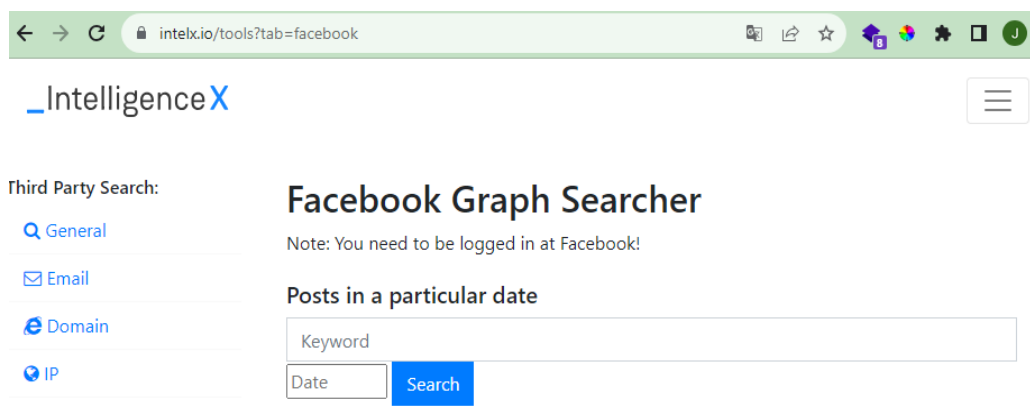 intelx.io/tools?tab=facebook
8
J
_IntelligenceX
Third Party Search:
General
Email
Domain
IP
Facebook Graph Searcher
Note: You need to be logged in at Facebook!
Posts in a particular date
Keyword
Date
Search